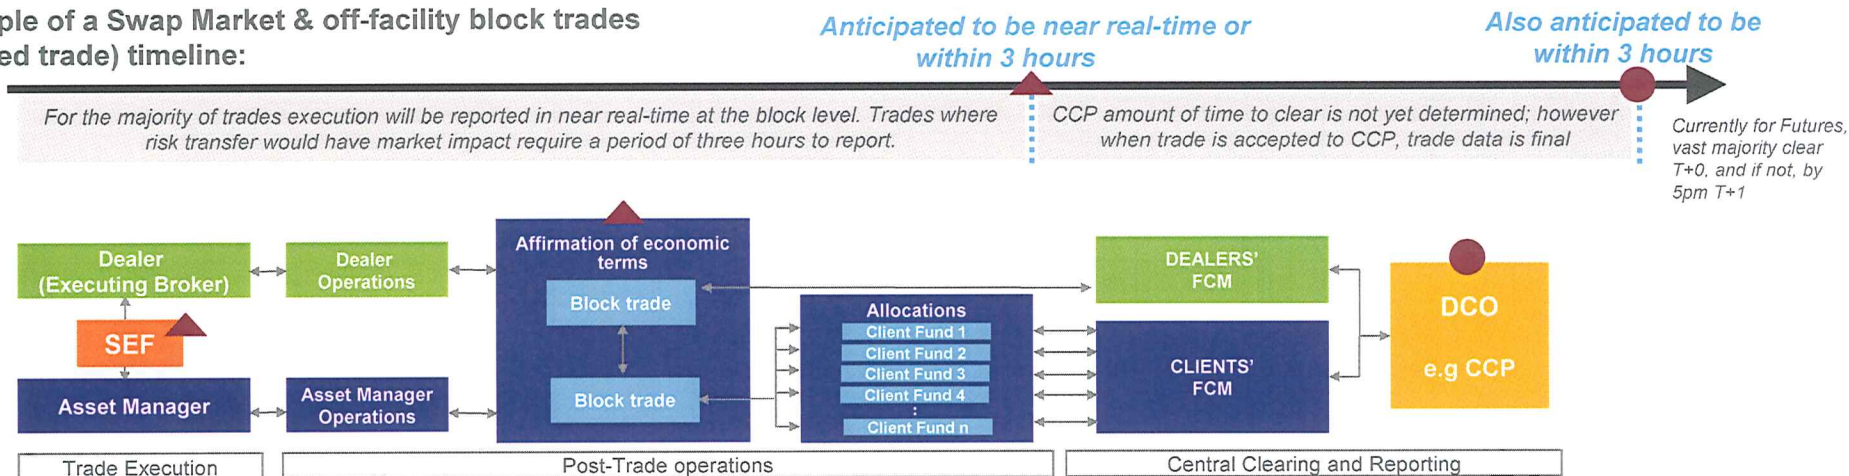 ple of a Swap Market & off-facility block trades
ed trade) timeline:
Anticipated to be near real-time or
within 3 hours
Also anticipated to be
within 3 hours
For the majority of trades execution will be reported in near real-time at the block level. Trades where
risk transfer would have market impact require a period of three hours to report.
CCP amount of time to clear is not yet determined; however
when trade is accepted to CCP, trade data is final
Currently for Futures,
vast majority clear
T+0, and if not, by
5pm T+1
Dealer
(Executing Broker)
Dealer
Operations
SEF
Asset Manager
Asset Manager
Operations
Affirmation of economic
terms
Block trade
Block trade
Allocations
Client Fund 1
Client Fund 2
Client Fund 3
Client Fund 4
:
Client Fund n
DEALERS'
FCM
CLIENTS'
FCM
DCO
e.g CCP
Trade Execution
Post-Trade operations
Central Clearing and Reporting